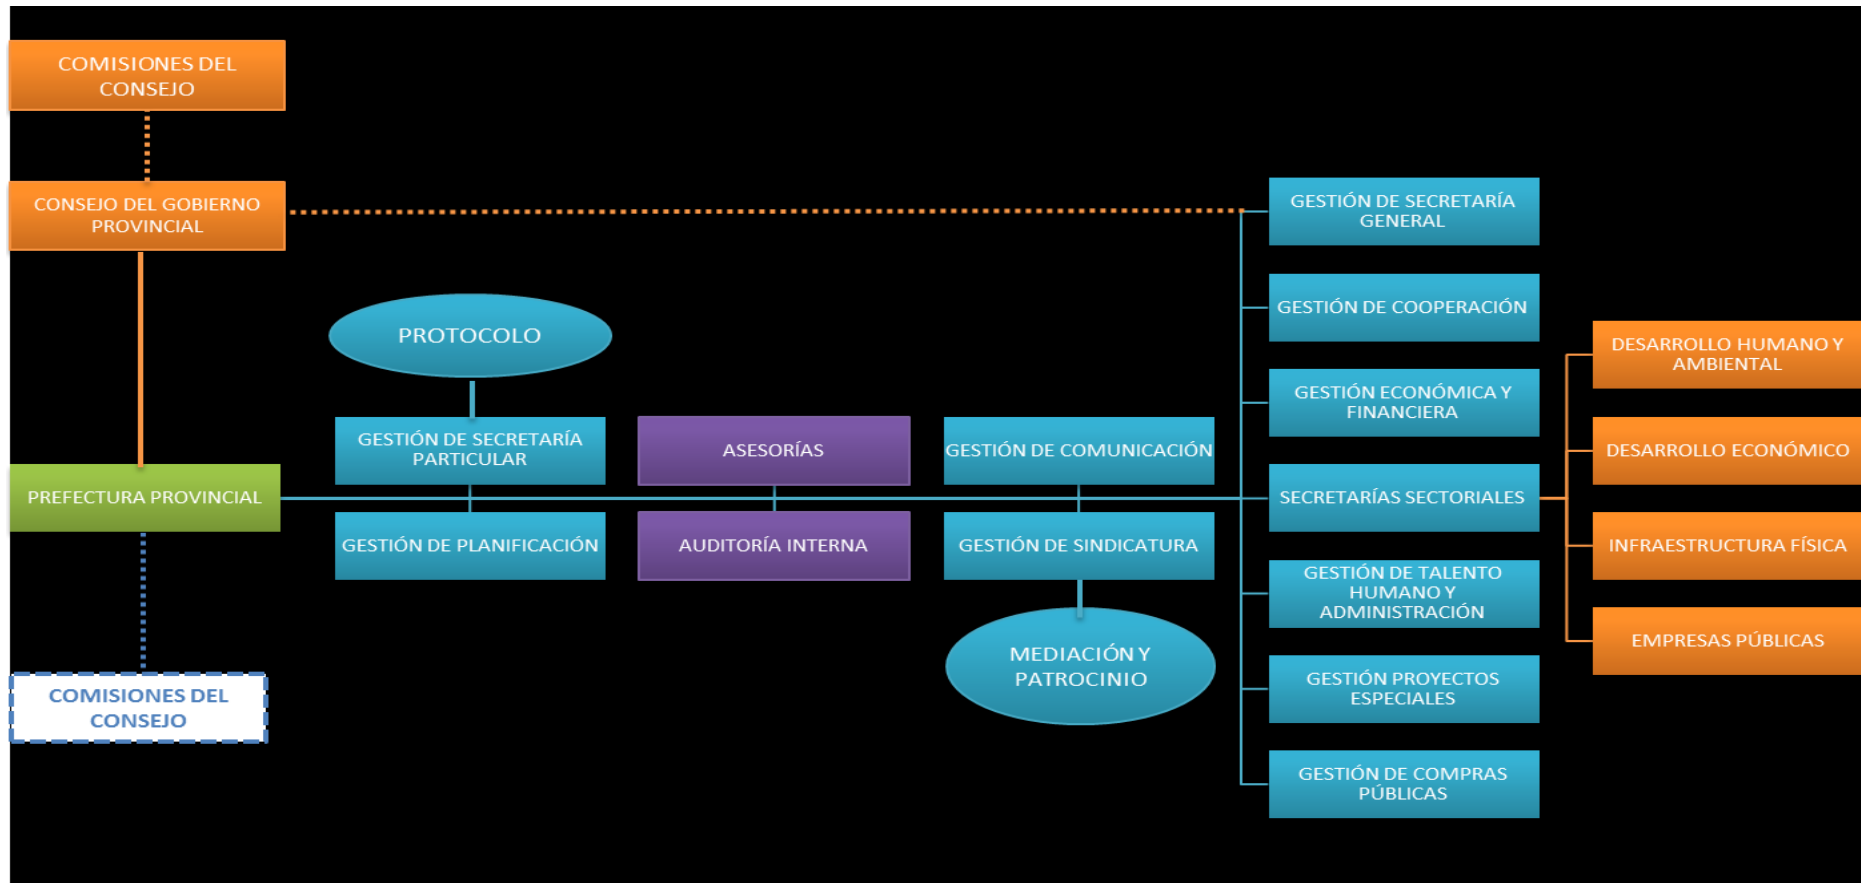 COMISIONES DEL
CONSEJO
CONSEJO DEL GOBIERNO
PROVINCIAL
PREFECTURA PROVINCIAL
COMISIONES DEL
CONSEJO
PROTOCOLO
GESTIÓN DE SECRETARÍA
PARTICULAR
GESTIÓN DE PLANIFICACIÓN
ASESORÍAS
AUDITORÍA INTERNA
GESTIÓN DE COMUNICACIÓN
GESTIÓN DE SINDICATURA
MEDIACIÓN Y
PATROCINIO
GESTIÓN DE SECRETARÍA
GENERAL
GESTIÓN DE COOPERACIÓN
GESTIÓN ECONÓMICA Y
FINANCIERA
SECRETARÍAS SECTORIALES
GESTIÓN DE TALENTO
HUMANO Y
ADMINISTRACIÓN
GESTIÓN PROYECTOS
ESPECIALES
GESTIÓN DE COMPRAS
PÚBLICAS
DESARROLLO HUMANO Y
AMBIENTAL
DESARROLLO ECONÓMICO
INFRAESTRUCTURA FÍSICA
EMPRESAS PÚBLICAS